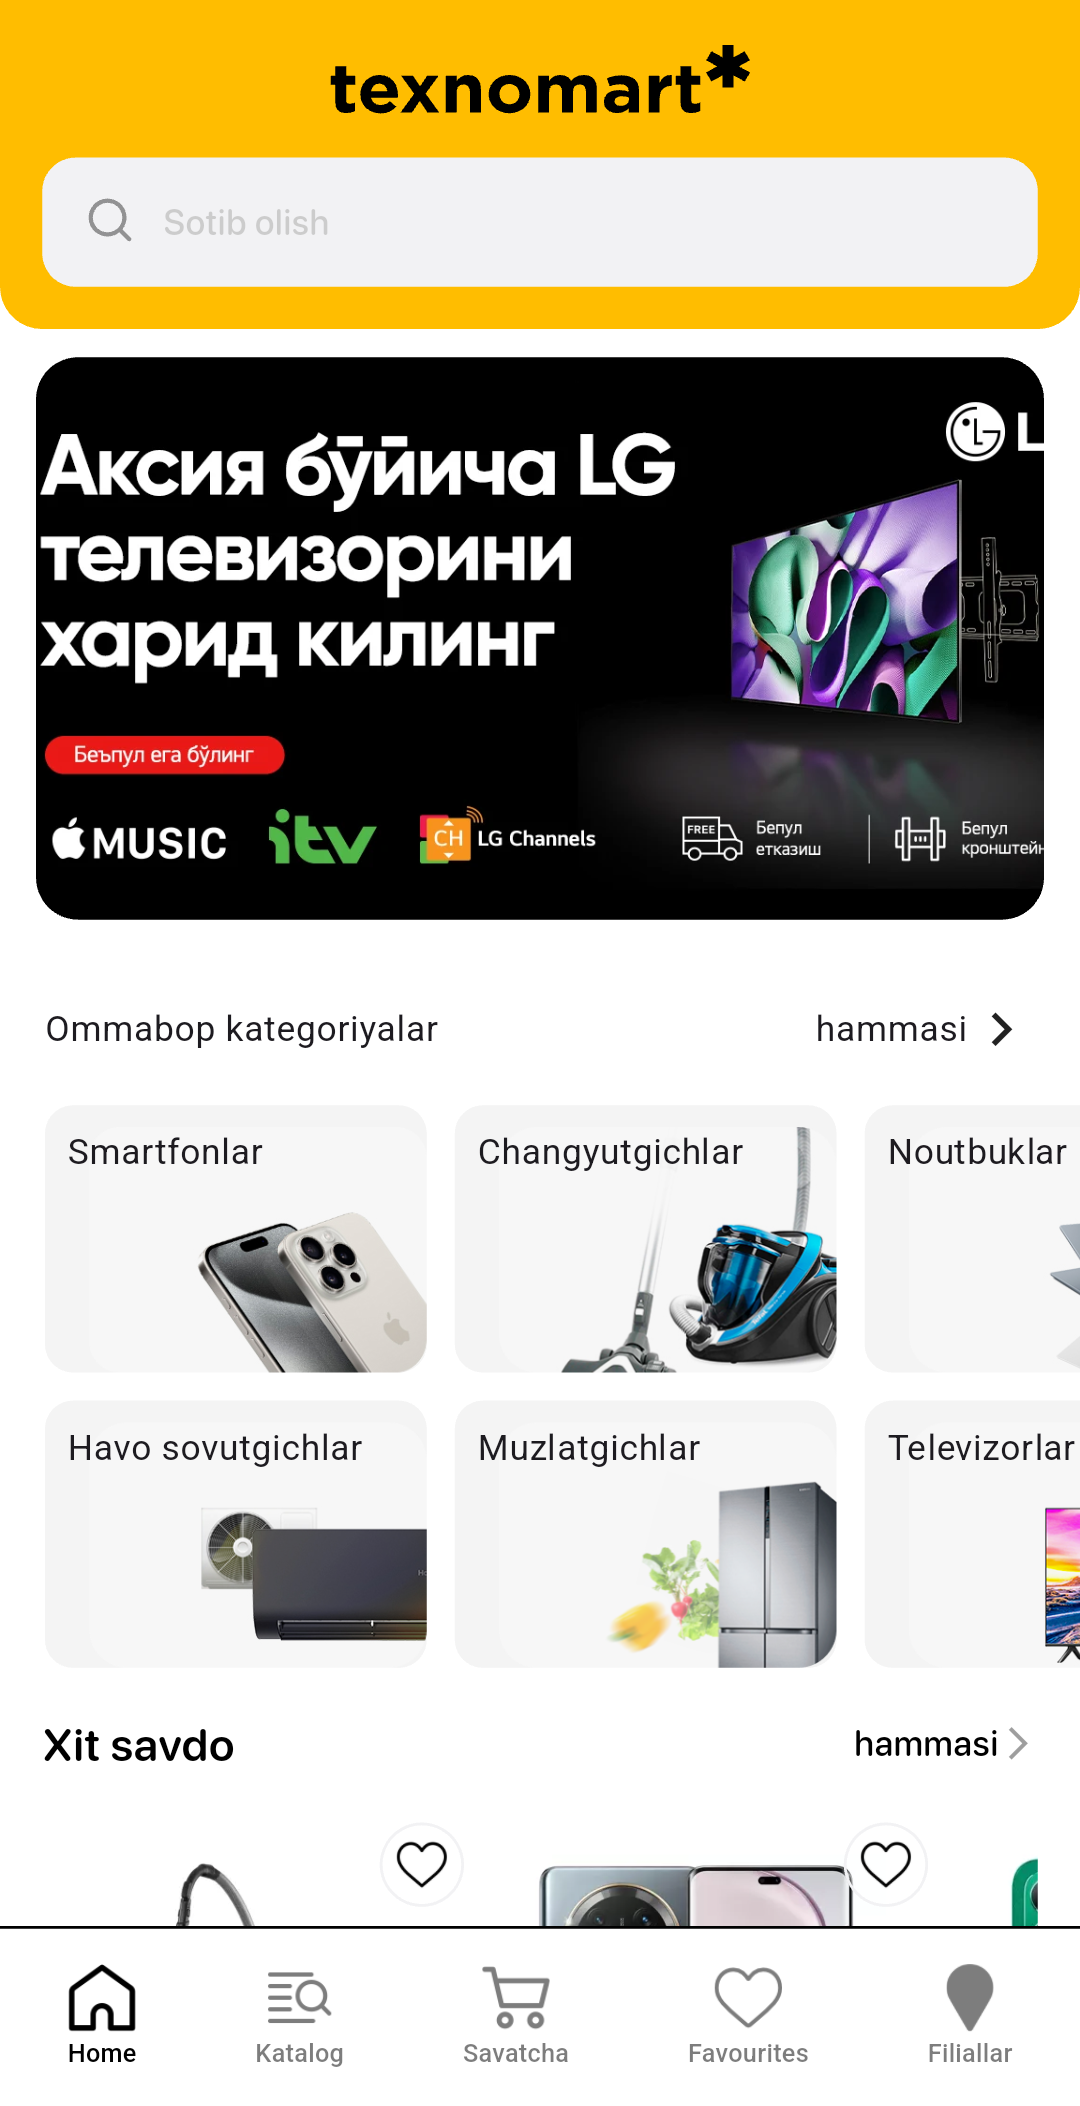 texnomart*
Sotib olish
Аксия бўйича LG
телевизорини
харид килинг
Беъпул ега бўлинг
MUSIC
itv
CH LG Channels
FREE
Бепул
етказиш
Бепул
кронштейн
Ommabop kategoriyalar
hammasi
Smartfonlar
Changyutgichlar
Noutbuklar
Havo sovutgichlar
Muzlatgichlar
Televizorlar
Xit savdo
hammasi
Home
Katalog
Savatcha
Favourites
Filiallar